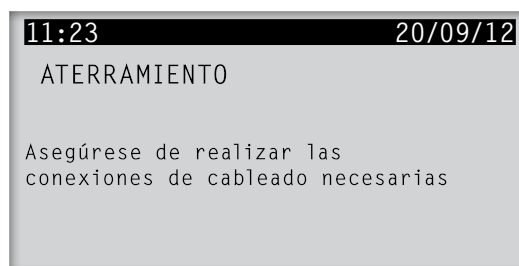 11:23 20/09/12
ATERRAMIENTO
Asegúrese de realizar las
conexiones de cableado necesarias